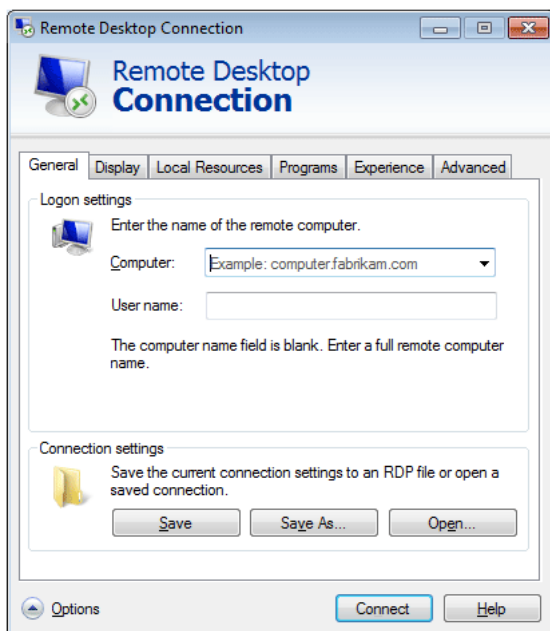 Remote Desktop Connection
Remote Desktop
Connection
General Display Local Resources Programs Experience Advanced
Logon settings
Enter the name of the remote computer.
Computer: Example: computer.fabrikam.com
User name:
The computer name field is blank. Enter a full remote computer
name.
Connection settings
Save the current connection settings to an RDP file or open a
saved connection.
Save Save As... Open...
Options Connect Help